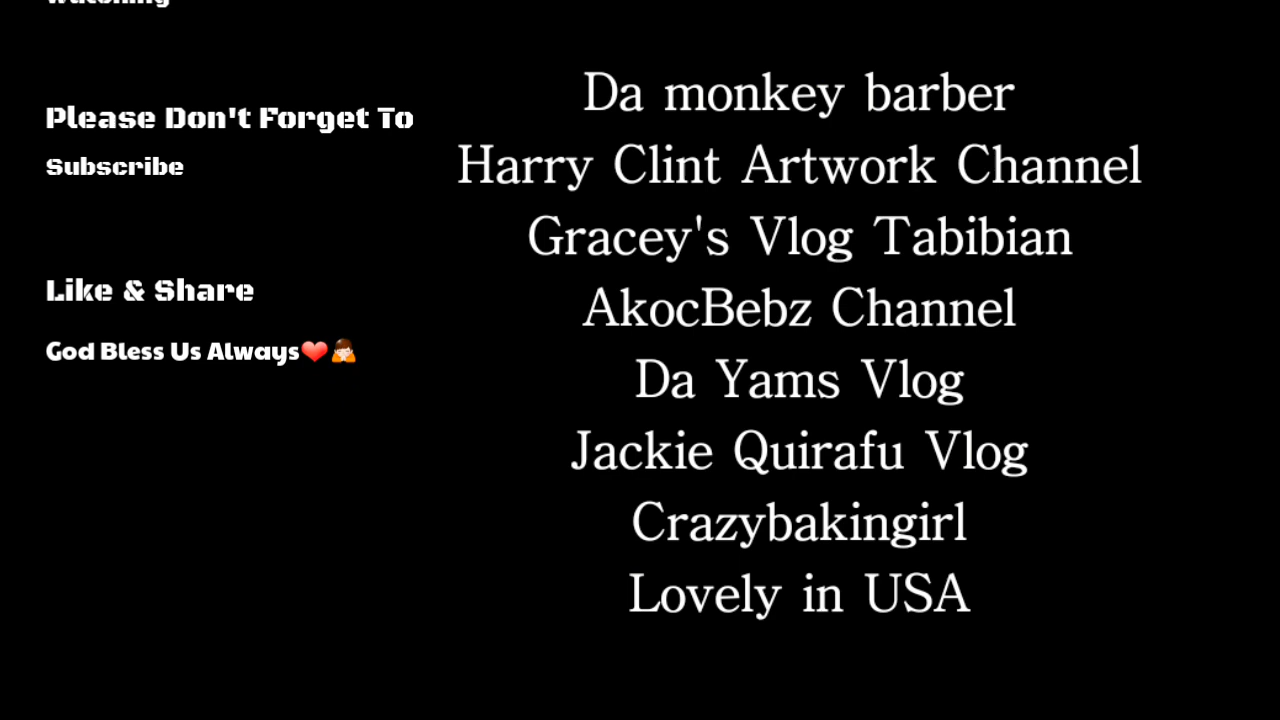 watching
Please Don't Forget To
Subscribe
Like & Share
God Bless Us Always❤️🙏
Da monkey barber
Harry Clint Artwork Channel
Gracey's Vlog Tabibian
AkocBebz Channel
Da Yams Vlog
Jackie Quirafu Vlog
Crazybakingirl
Lovely in USA